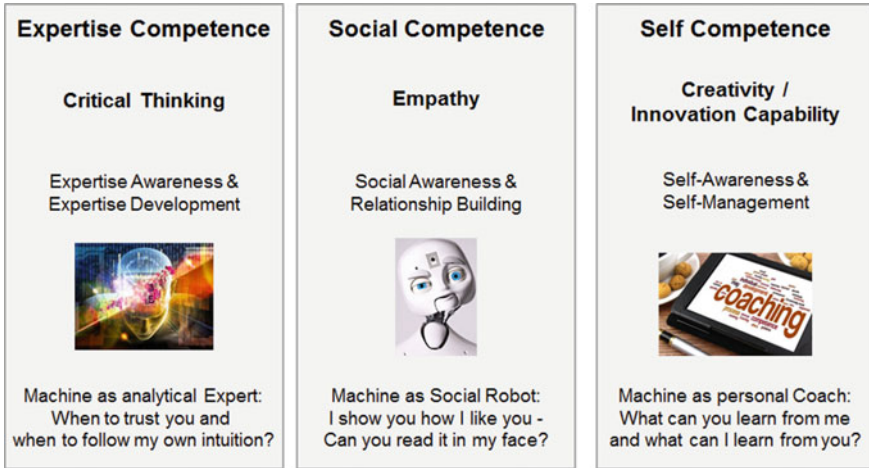 Expertise Competence
Critical Thinking
Expertise Awareness &
Expertise Development
Machine as analytical Expert:
When to trust you and
when to follow my own intuition?
Social Competence
Empathy
Social Awareness &
Relationship Building
Machine as Social Robot:
I show you how I like you -
Can you read it in my face?
Self Competence
Creativity /
Innovation Capability
Self-Awareness &
Self-Management
coaching
competence
Machine as personal Coach:
What can you learn from me
and what can I learn from you?